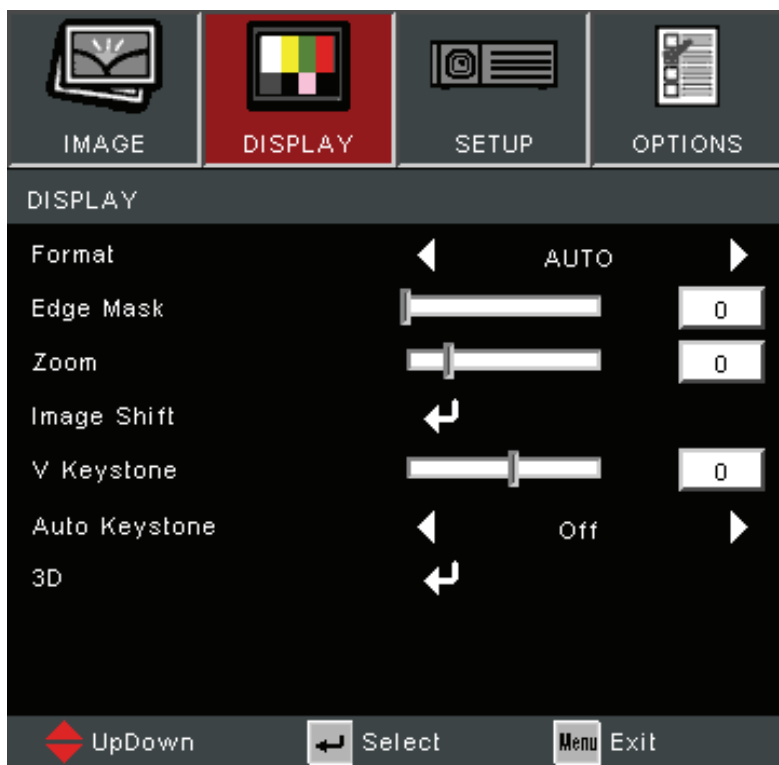 IMAGE DISPLAY SETUP OPTIONS
DISPLAY
Format AUTO
Edge Mask 0
Zoom 0
Image Shift
V Keystone 0
Auto Keystone Off
3D
UpDown Select Menu Exit